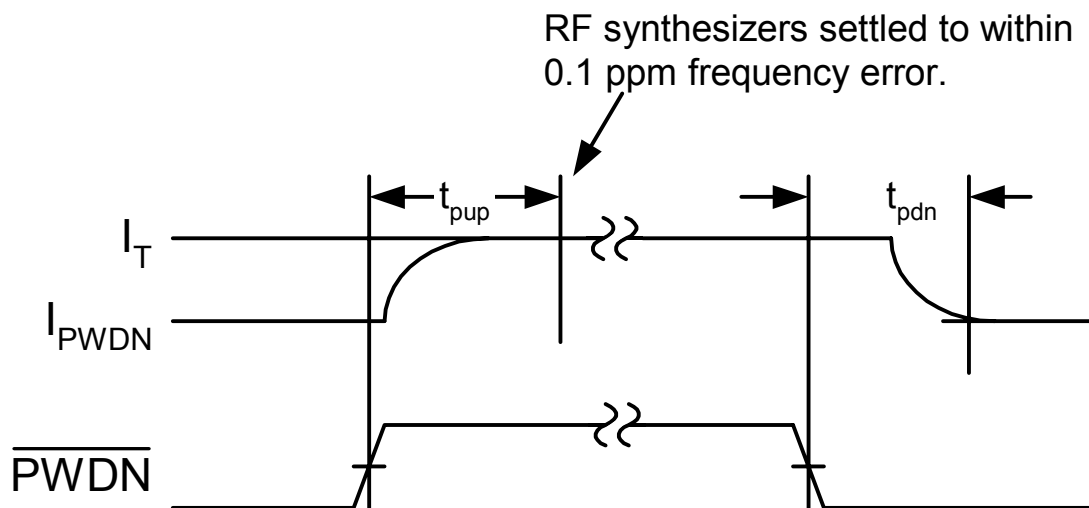 RF synthesizers settled to within
0.1 ppm frequency error.
tpup
tpdn
IT
IPWDN
PWDN